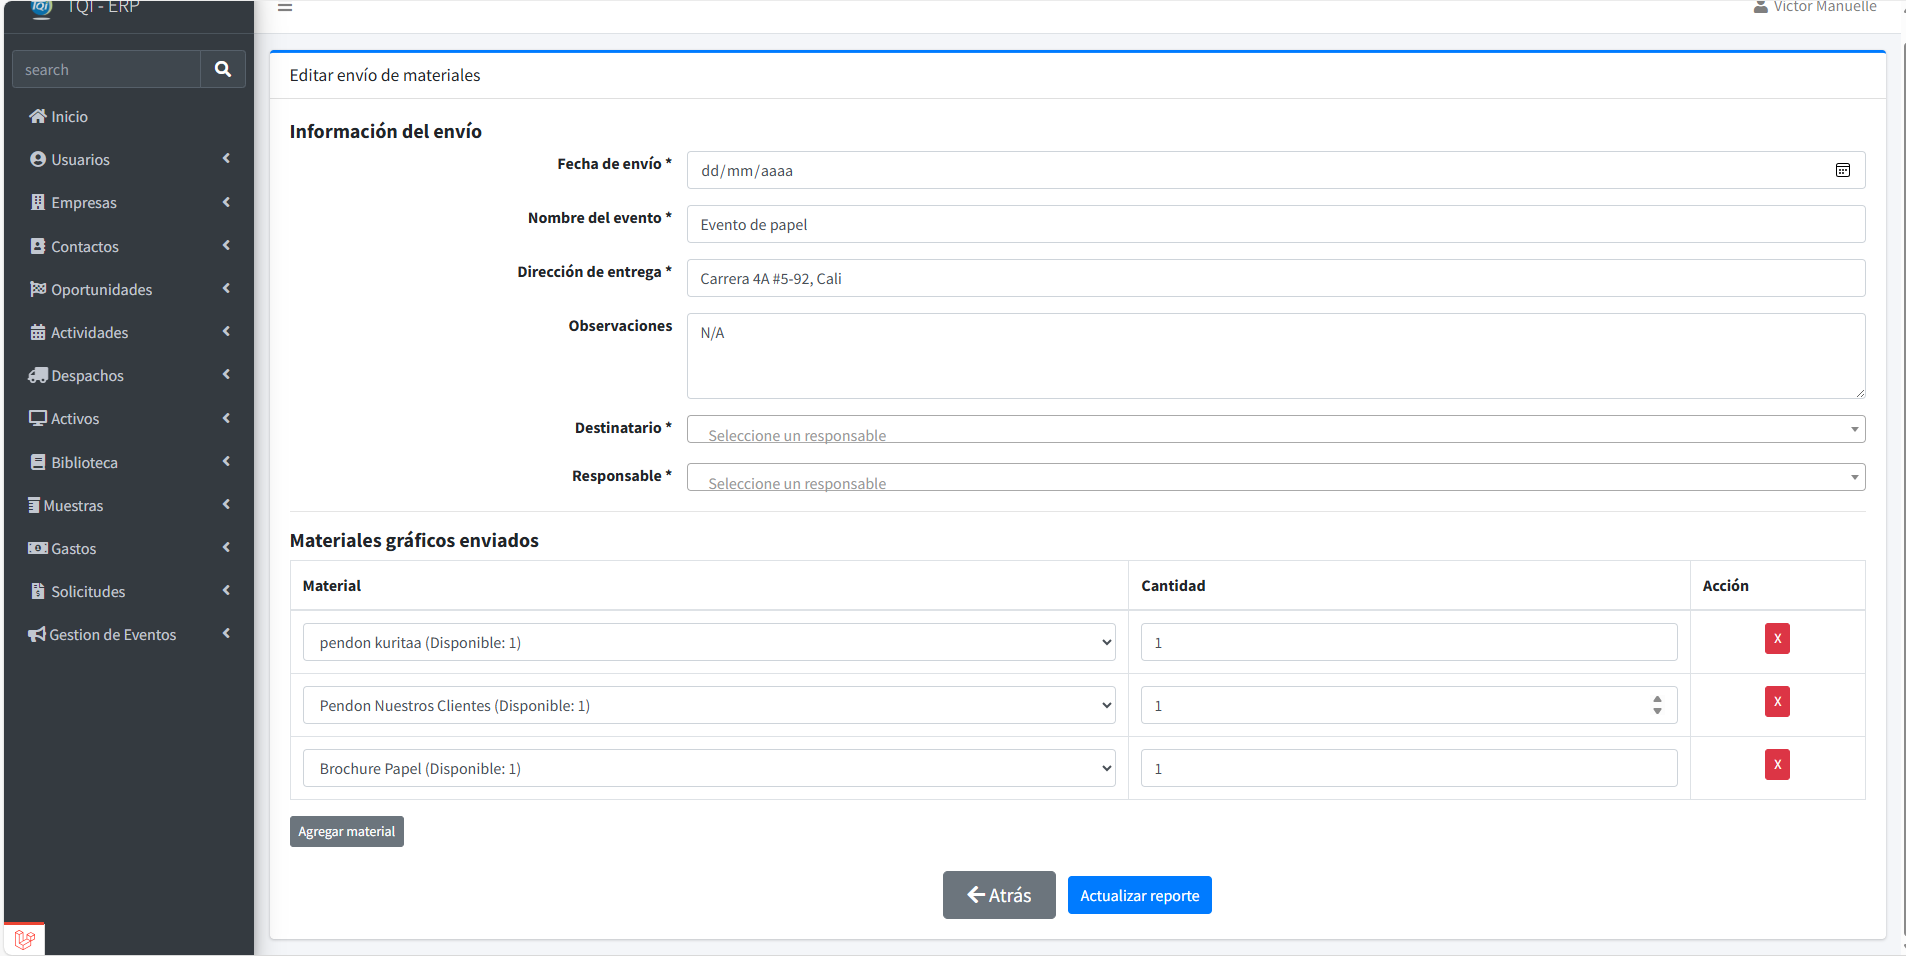 TQI - ERP
Victor Manuelle
search
Inicio
Usuarios
Empresas
Contactos
Oportunidades
Actividades
Despachos
Activos
Biblioteca
Muestras
Gastos
Solicitudes
Gestion de Eventos
Editar envío de materiales
Información del envío
Fecha de envío * dd/mm/aaaa
Nombre del evento * Evento de papel
Dirección de entrega * Carrera 4A #5-92, Cali
Observaciones N/A
Destinatario * Seleccione un responsable
Responsable * Seleccione un responsable
Materiales gráficos enviados
Material Cantidad Acción
pendon kuritaa (Disponible: 1) 1 X
Pendon Nuestros Clientes (Disponible: 1) 1 X
Brochure Papel (Disponible: 1) 1 X
Agregar material
Atrás Actualizar reporte